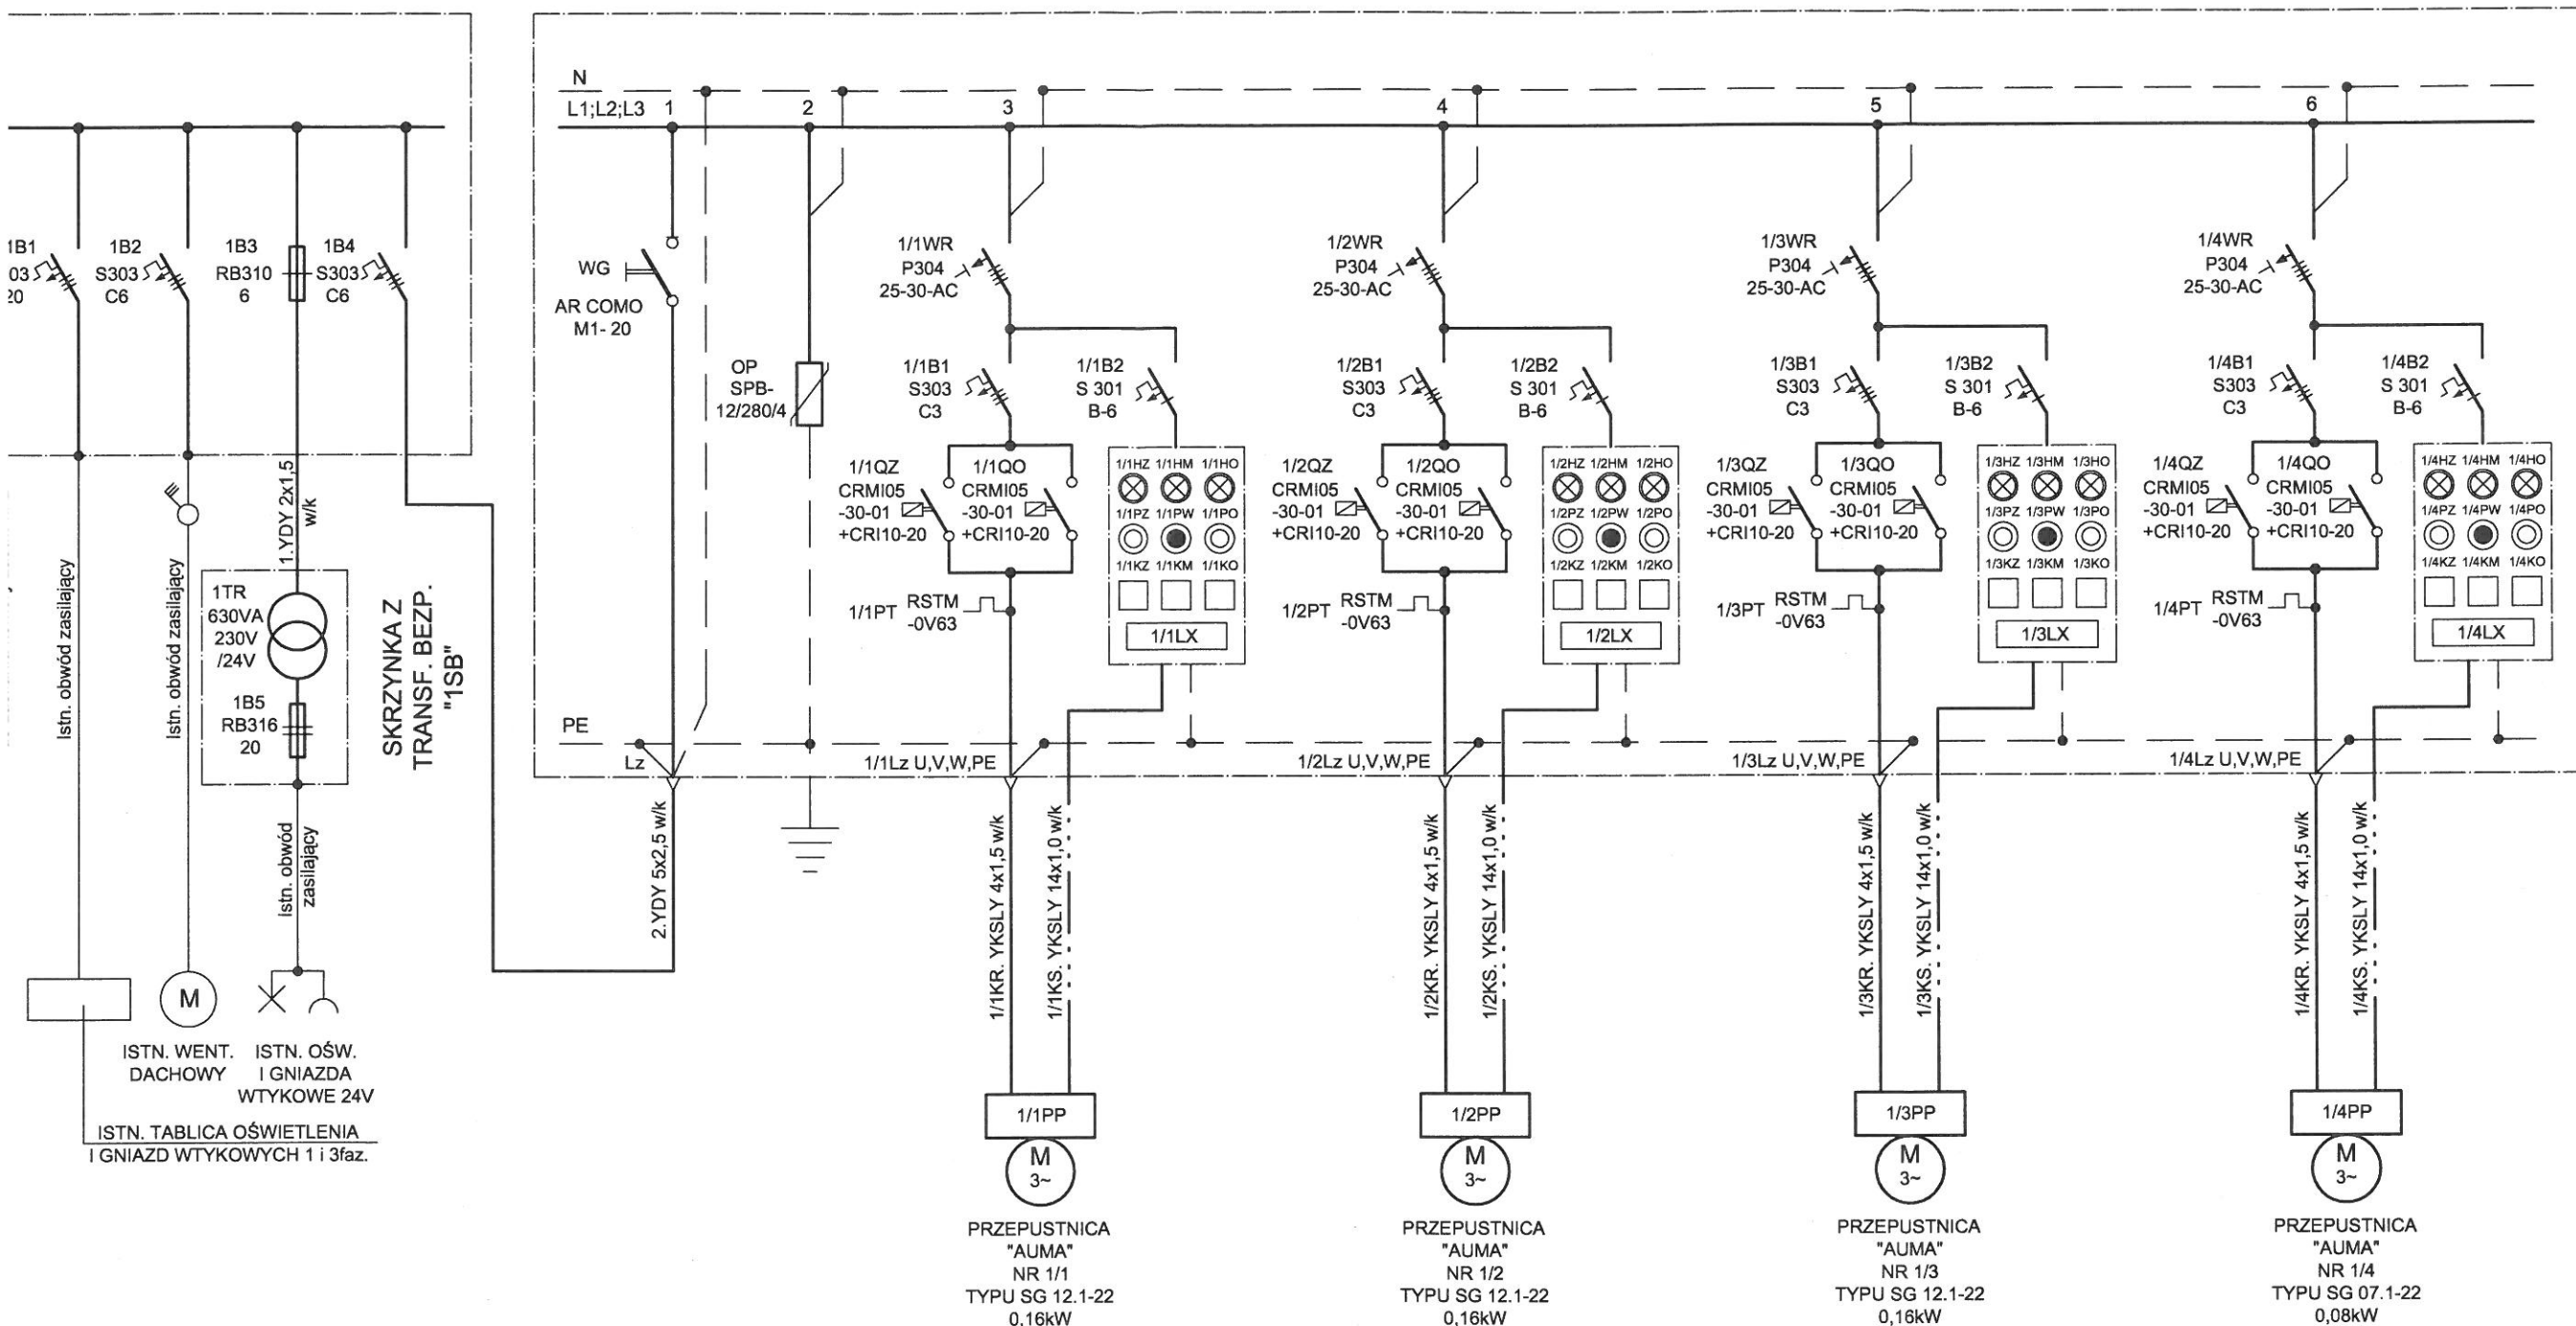 N
L1;L2;L3
1
2
3
4
5
6
1B1
03
20
1B2
S303
C6
1B3
RB310
6
1B4
S303
C6
1.YDY 2x1,5
w/k
Istn. obwód zasilający
Istn. obwód zasilający
1TR
630VA
230V
/24V
1B5
RB316
20
SKRZYNKA Z
TRANSF. BEZP.
"1SB"
Istn. obwód
zasilający
M
ISTN. WENT.
DACHOWY
ISTN. OŚW.
I GNIAZDA
WTYKOWE 24V
ISTN. TABLICA OŚWIETLENIA
I GNIAZD WTYKOWYCH 1 i 3faz.
WG
AR COMO
M1- 20
OP
SPB-
12/280/4
PE
Lz
2.YDY 5x2,5 w/k
1/1WR
P304
25-30-AC
1/1B1
S303
C3
1/1B2
S 301
B-6
1/1QZ
CRMI05
-30-01
+CRI10-20
1/1QO
CRMI05
-30-01
+CRI10-20
1/1HZ 1/1HM 1/1HO
1/1PZ 1/1PW 1/1PO
1/1KZ 1/1KM 1/1KO
1/1LX
1/1PT
RSTM
-0V63
1/1Lz U,V,W,PE
1/1KR. YKSLY 4x1,5 w/k
1/1KS. YKSLY 14x1,0 w/k
1/1PP
M
3~
PRZEPUSTNICA
"AUMA"
NR 1/1
TYPU SG 12.1-22
0,16kW
1/2WR
P304
25-30-AC
1/2B1
S303
C3
1/2B2
S 301
B-6
1/2QZ
CRMI05
-30-01
+CRI10-20
1/2QO
CRMI05
-30-01
+CRI10-20
1/2HZ 1/2HM 1/2HO
1/2PZ 1/2PW 1/2PO
1/2KZ 1/2KM 1/2KO
1/2LX
1/2PT
RSTM
-0V63
1/2Lz U,V,W,PE
1/2KR. YKSLY 4x1,5 w/k
1/2KS. YKSLY 14x1,0 w/k
1/2PP
M
3~
PRZEPUSTNICA
"AUMA"
NR 1/2
TYPU SG 12.1-22
0,16kW
1/3WR
P304
25-30-AC
1/3B1
S303
C3
1/3B2
S 301
B-6
1/3QZ
CRMI05
-30-01
+CRI10-20
1/3QO
CRMI05
-30-01
+CRI10-20
1/3HZ 1/3HM 1/3HO
1/3PZ 1/3PW 1/3PO
1/3KZ 1/3KM 1/3KO
1/3LX
1/3PT
RSTM
-0V63
1/3Lz U,V,W,PE
1/3KR. YKSLY 4x1,5 w/k
1/3KS. YKSLY 14x1,0 w/k
1/3PP
M
3~
PRZEPUSTNICA
"AUMA"
NR 1/3
TYPU SG 12.1-22
0,16kW
1/4WR
P304
25-30-AC
1/4B1
S303
C3
1/4B2
S 301
B-6
1/4QZ
CRMI05
-30-01
+CRI10-20
1/4QO
CRMI05
-30-01
+CRI10-20
1/4HZ 1/4HM 1/4HO
1/4PZ 1/4PW 1/4PO
1/4KZ 1/4KM 1/4KO
1/4LX
1/4PT
RSTM
-0V63
1/4Lz U,V,W,PE
1/4KR. YKSLY 4x1,5 w/k
1/4KS. YKSLY 14x1,0 w/k
1/4PP
M
3~
PRZEPUSTNICA
"AUMA"
NR 1/4
TYPU SG 07.1-22
0,08kW